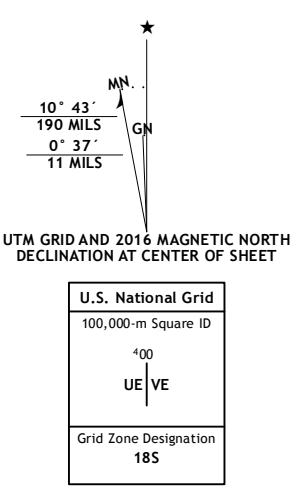 MN
10° 43´
190 MILS
GN
0° 37´
11 MILS
UTM GRID AND 2016 MAGNETIC NORTH
DECLINATION AT CENTER OF SHEET
U.S. National Grid
100,000-m Square ID
⁴00
UE VE
Grid Zone Designation
18S